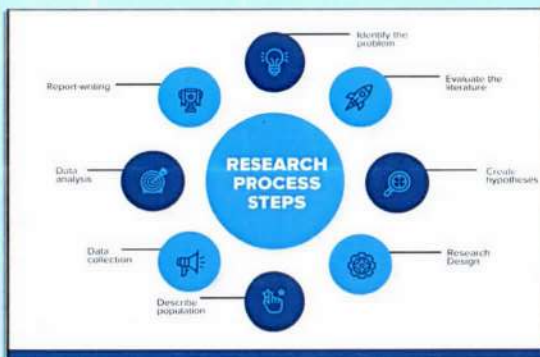 RESEARCH
PROCESS
STEPS
Identify the
problem
Evaluate the
literature
Create
hypotheses
Research
Design
Describe
population
Data
collection
Data
analysis
Report-writing